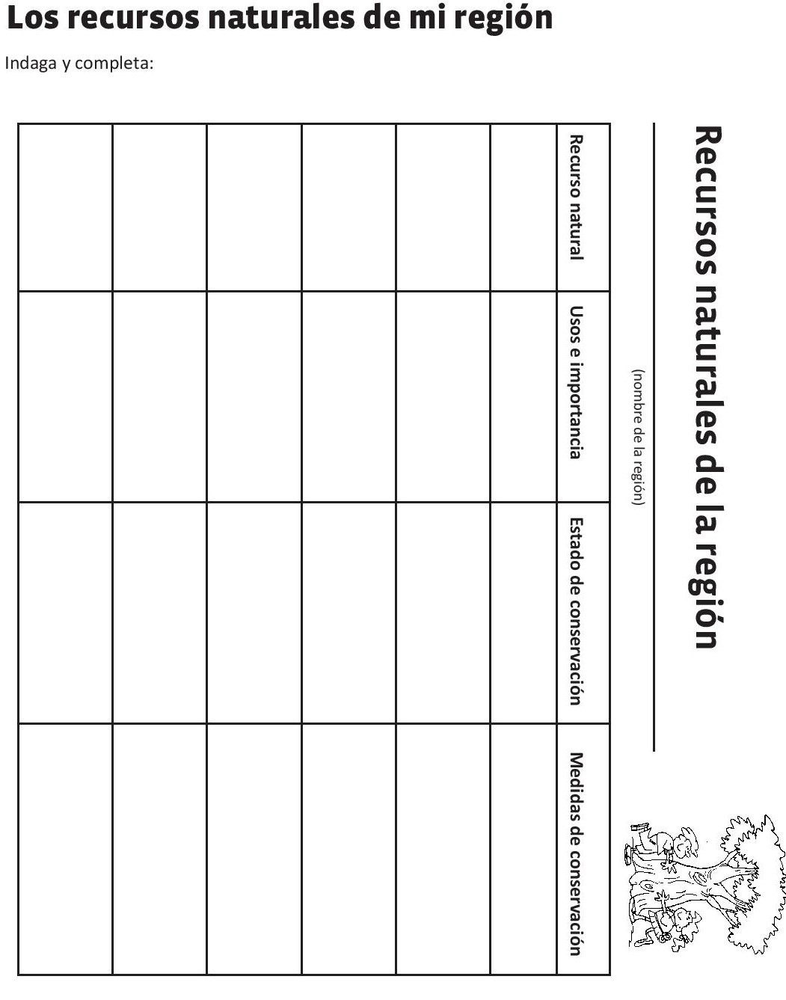 Los recursos naturales de mi región
Indaga y completa:
Recursos naturales de la región
(nombre de la región)
Recurso natural
Usos e importancia
Estado de conservación
Medidas de conservación